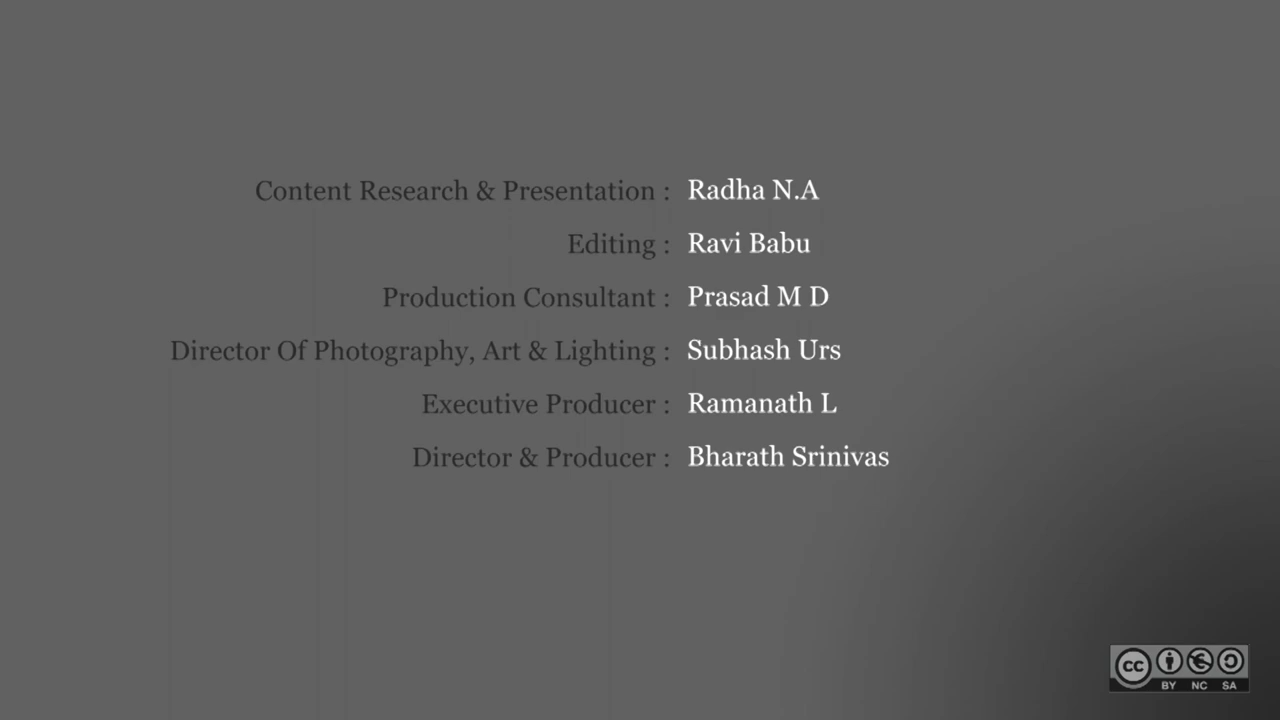 Content Research & Presentation : Radha N.A
Editing : Ravi Babu
Production Consultant : Prasad M D
Director Of Photography, Art & Lighting : Subhash Urs
Executive Producer : Ramanath L
Director & Producer : Bharath Srinivas
cc
BY NC SA